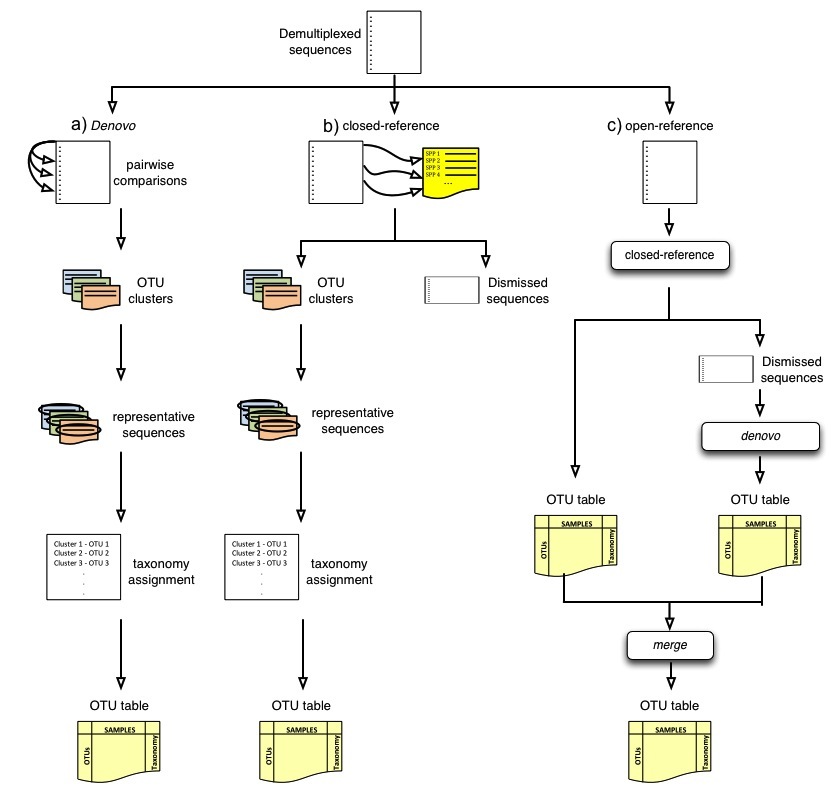 Demultiplexed
sequences
a) Denovo
b) closed-reference
c) open-reference
pairwise
comparisons
SPP 1
SPP 2
SPP 3
SPP 4
...
closed-reference
OTU
clusters
OTU
clusters
Dismissed
sequences
Dismissed
sequences
representative
sequences
representative
sequences
denovo
OTU table
SAMPLES
OTUs
Taxonomy
OTU table
SAMPLES
OTUs
Taxonomy
Cluster 1 - OTU 1
Cluster 2 - OTU 2
Cluster 3 - OTU 3
.
.
.
taxonomy
assignment
Cluster 1 - OTU 1
Cluster 2 - OTU 2
Cluster 3 - OTU 3
.
.
.
taxonomy
assignment
merge
OTU table
SAMPLES
OTUs
Taxonomy
OTU table
SAMPLES
OTUs
Taxonomy
OTU table
SAMPLES
OTUs
Taxonomy